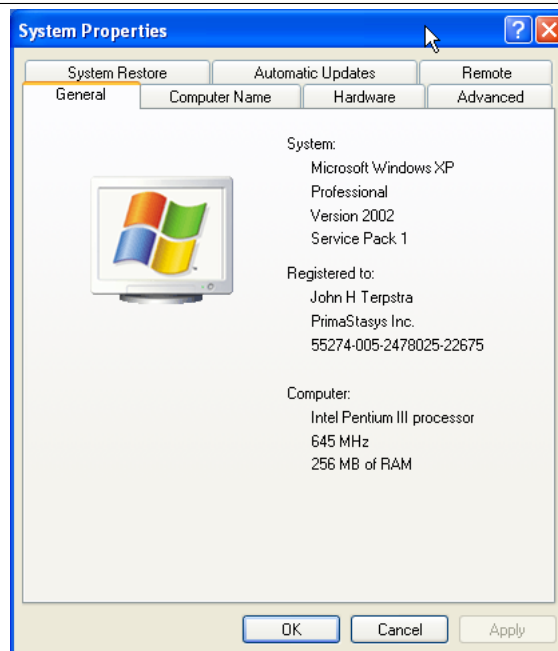 System Properties
System Restore Automatic Updates Remote
General Computer Name Hardware Advanced
System:
Microsoft Windows XP
Professional
Version 2002
Service Pack 1
Registered to:
John H Terpstra
PrimaStasys Inc.
55274-005-2478025-22675
Computer:
Intel Pentium III processor
645 MHz
256 MB of RAM
OK Cancel Apply